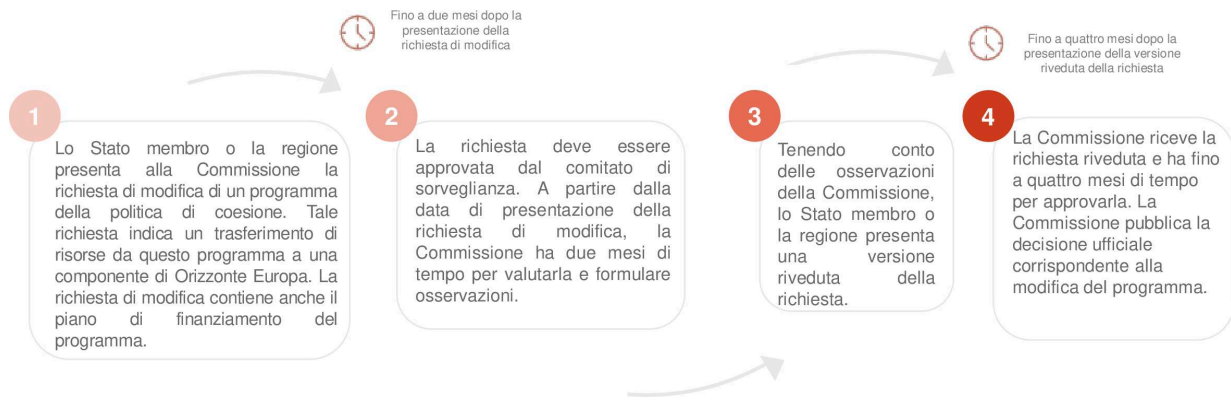 Fino a due mesi dopo la
presentazione della
richiesta di modifica
Fino a quattro mesi dopo la
presentazione della versione
riveduta della richiesta
1
Lo Stato membro o la regione
presenta alla Commissione la
richiesta di modifica di un programma
della politica di coesione. Tale
richiesta indica un trasferimento di
risorse da questo programma a una
componente di Orizzonte Europa. La
richiesta di modifica contiene anche il
piano di finanziamento del
programma.
2
La richiesta deve essere
approvata dal comitato di
sorveglianza. A partire dalla
data di presentazione della
richiesta di modifica, la
Commissione ha due mesi di
tempo per valutarla e formulare
osservazioni.
3
Tenendo conto
delle osservazioni
della Commissione,
lo Stato membro o
la regione presenta
una versione
riveduta della
richiesta.
4
La Commissione riceve la
richiesta riveduta e ha fino
a quattro mesi di tempo
per approvarla. La
Commissione pubblica la
decisione ufficiale
corrispondente alla
modifica del programma.